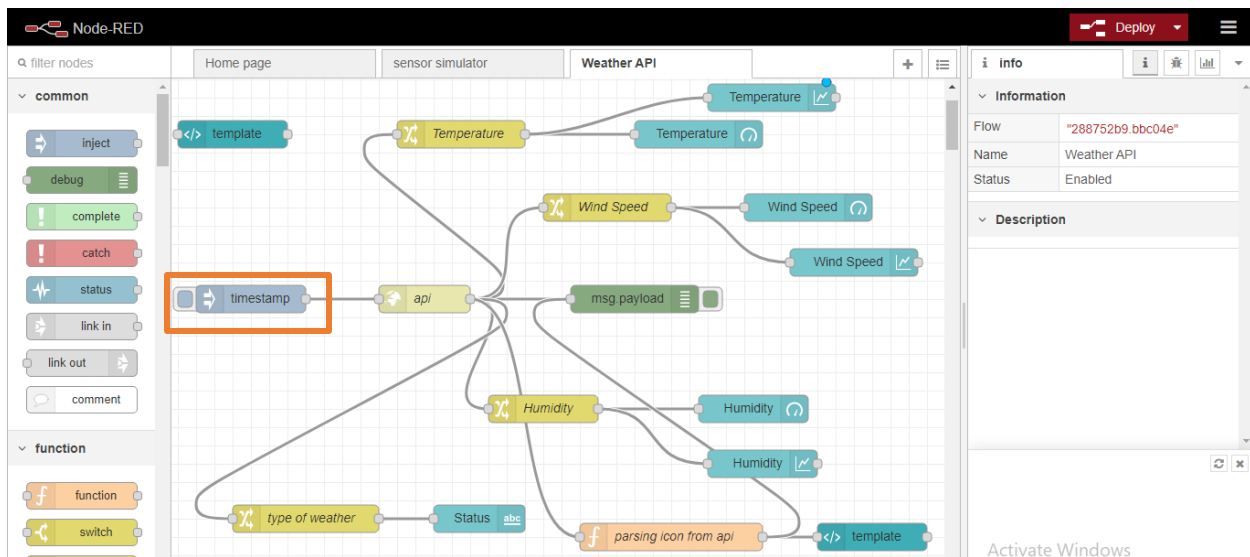 Node-RED
Deploy
filter nodes
Home page
sensor simulator
Weather API
i info
i
common
inject
debug
complete
catch
status
link in
link out
comment
function
function
switch
template
Temperature
Temperature
Temperature
Wind Speed
Wind Speed
Wind Speed
timestamp
api
msg.payload
Humidity
Humidity
Humidity
type of weather
Status abc
parsing icon from api
template
Information
Flow "288752b9.bbc04e"
Name Weather API
Status Enabled
Description
Activate Windows